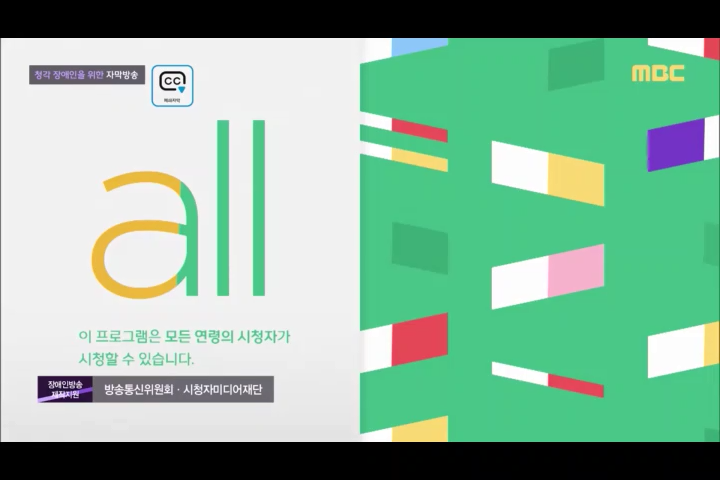 청각 장애인을 위한 자막방송
CC
MBC
all
이 프로그램은 모든 연령의 시청자가
시청할 수 있습니다.
장애인방송
제작지원
방송통신위원회 · 시청자미디어재단